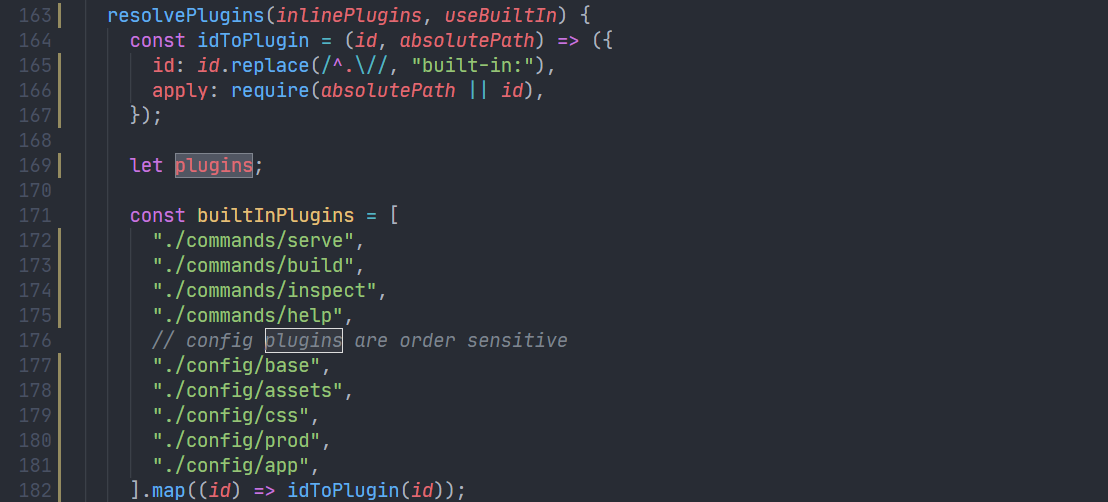 163 resolvePlugins(inlinePlugins, useBuiltIn) {
164 const idToPlugin = (id, absolutePath) => ({
165 id: id.replace(/^.\//, "built-in:"),
166 apply: require(absolutePath || id),
167 });
168
169 let plugins;
170
171 const builtInPlugins = [
172 "./commands/serve",
173 "./commands/build",
174 "./commands/inspect",
175 "./commands/help",
176 // config plugins are order sensitive
177 "./config/base",
178 "./config/assets",
179 "./config/css",
180 "./config/prod",
181 "./config/app",
182 ].map((id) => idToPlugin(id));